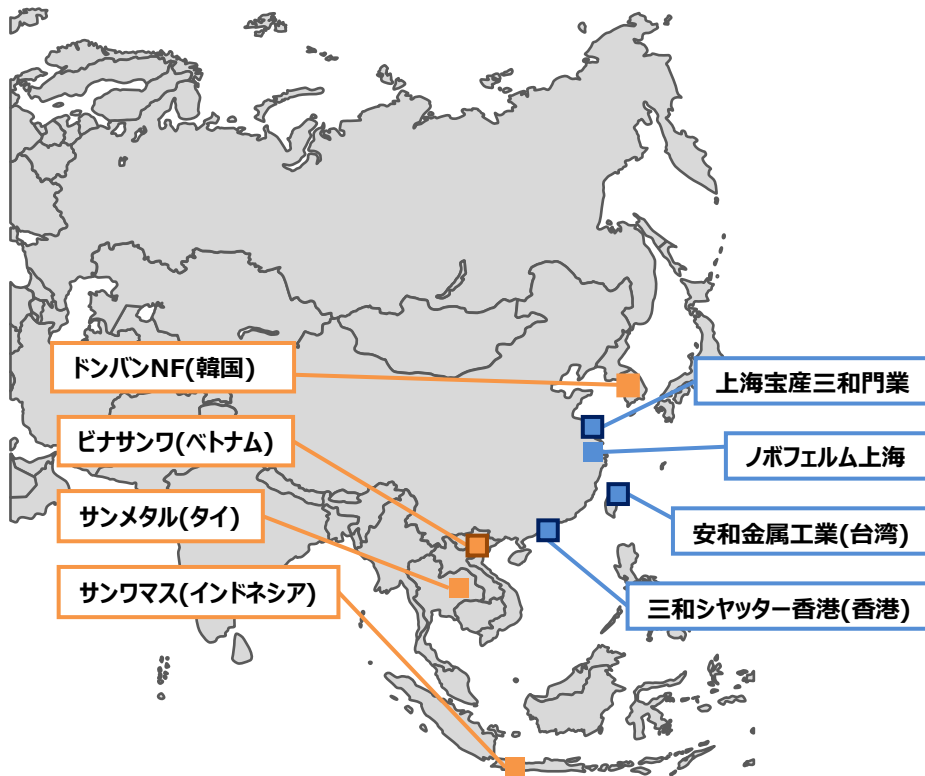 ドンバンNF(韓国)
ビナサンワ(ベトナム)
サンメタル(タイ)
サンワマス(インドネシア)
上海宝産三和門業
ノボフェルム上海
安和金属工業(台湾)
三和シヤッター香港(香港)